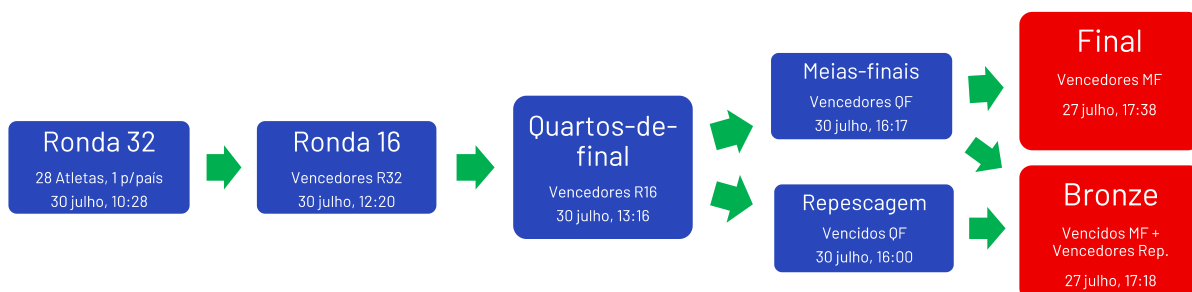 Ronda 32
28 Atletas, 1 p/país
30 julho, 10:28
Ronda 16
Vencedores R32
30 julho, 12:20
Quartos-de-
final
Vencedores R16
30 julho, 13:16
Meias-finais
Vencedores QF
30 julho, 16:17
Repescagem
Vencidos QF
30 julho, 16:00
Final
Vencedores MF
27 julho, 17:38
Bronze
Vencidos MF +
Vencedores Rep.
27 julho, 17:18